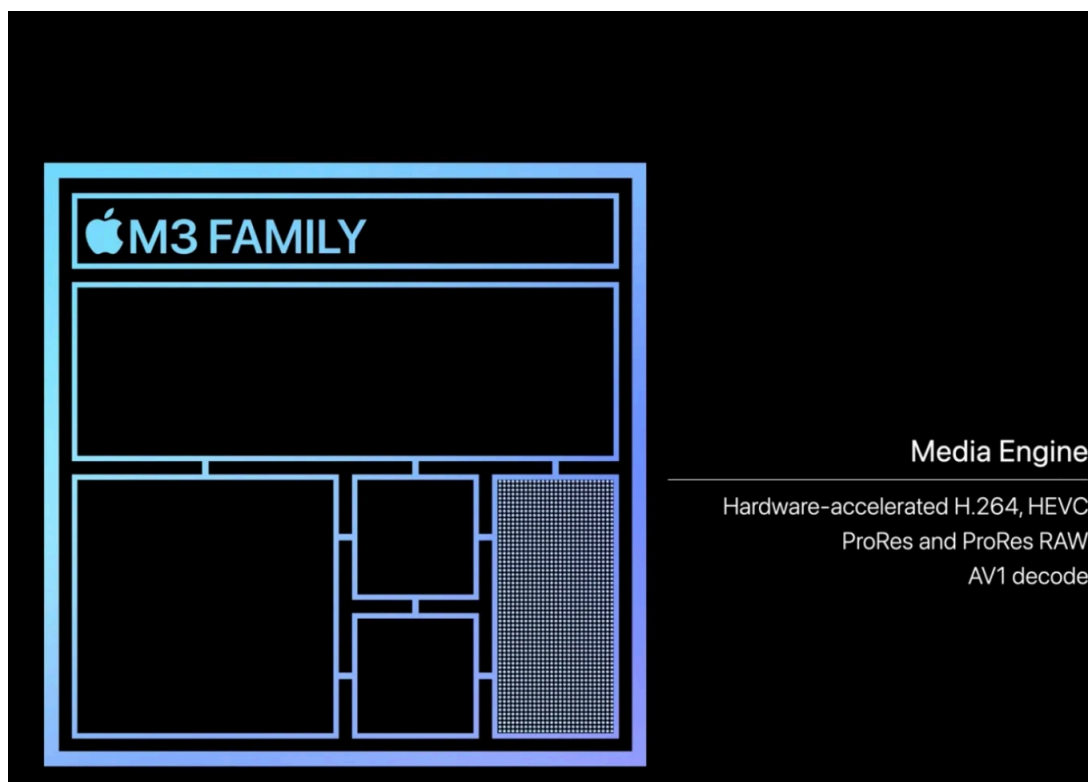 M3 FAMILY
Media Engine
Hardware-accelerated H.264, HEVC
ProRes and ProRes RAW
AV1 decode